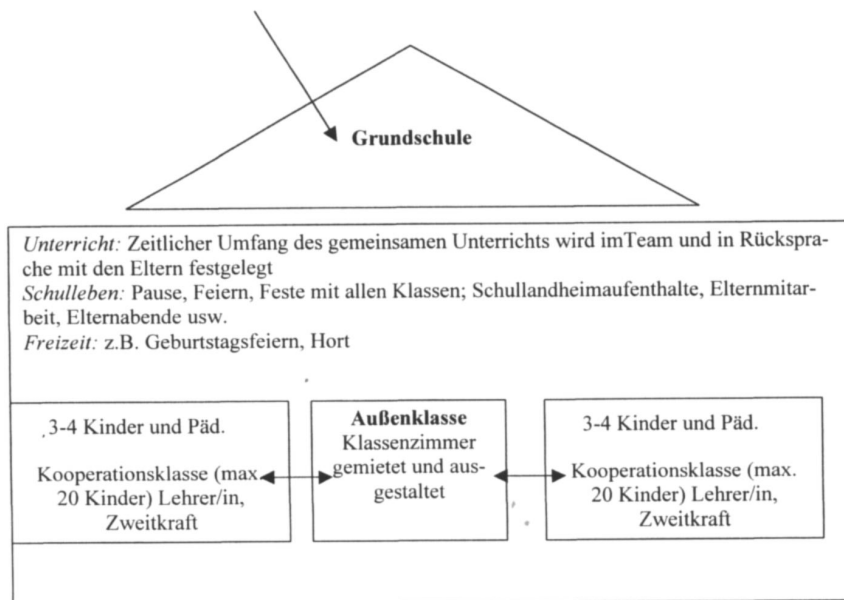 Grundschule
Unterricht: Zeitlicher Umfang des gemeinsamen Unterrichts wird imTeam und in Rückspra-
che mit den Eltern festgelegt
Schulleben: Pause, Feiern, Feste mit allen Klassen; Schullandheimaufenthalte, Elternmitar-
beit, Elternabende usw.
Freizeit: z.B. Geburtstagsfeiern, Hort
3-4 Kinder und Päd.
Kooperationsklasse (max.
20 Kinder) Lehrer/in,
Zweitkraft
Außenklasse
Klassenzimmer
gemietet und aus-
gestaltet
3-4 Kinder und Päd.
Kooperationsklasse (max.
20 Kinder) Lehrer/in,
Zweitkraft